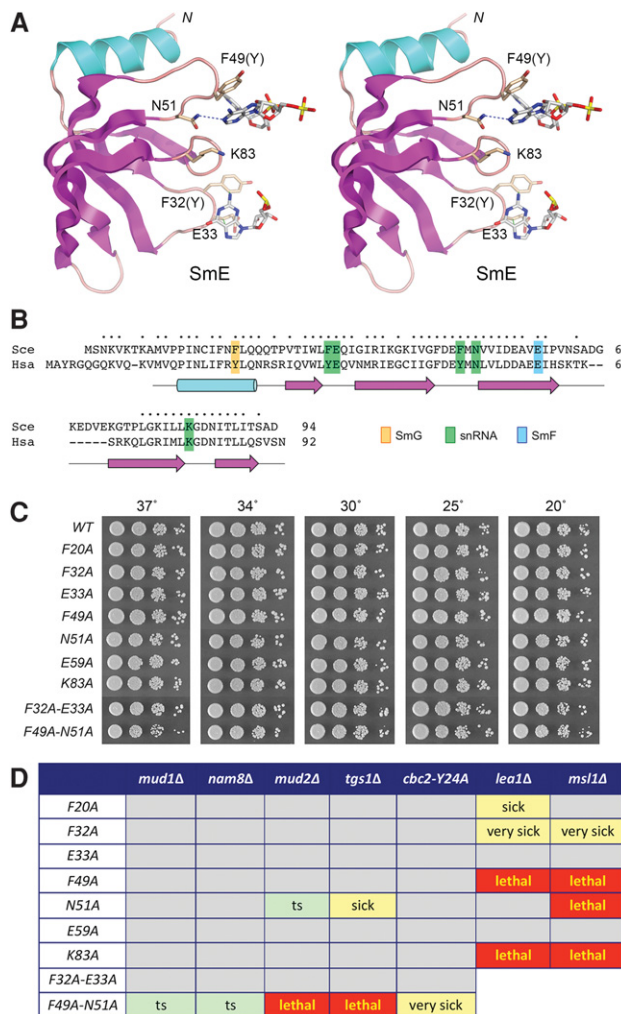 A
N
N
F49(Y)
F49(Y)
N51
N51
K83
K83
F32(Y)
F32(Y)
E33
E33
SmE
SmE
B
Sce MSNKVKTKAMVPPINCIFNFLQQQTPVTIWLFEQIGIRIKGKIVGFDEFMNVVIDEAVEIPVNSADG 6
Hsa MAYRGQGQKVQ-KVMVQPINLIFRYLQNRSRIQVWLYEQVNMRIEGCIIGFDEYMNLVLDDAEEIHSKTK-- 6
Sce KEDVEKGTPLGKILLKGDNITLITSAD 94
Hsa -----SRKQLGRIMLKGDNITLLQSVSN 92
SmG snRNA SmF
C
37˚ 34˚ 30˚ 25˚ 20˚
WT
F20A
F32A
E33A
F49A
N51A
E59A
K83A
F32A-E33A
F49A-N51A
D
mud1Δ nam8Δ mud2Δ tgs1Δ cbc2-Y24A lea1Δ msl1Δ
F20A sick
F32A very sick very sick
E33A
F49A lethal lethal
N51A ts sick lethal
E59A
K83A lethal lethal
F32A-E33A
F49A-N51A ts ts lethal lethal very sick